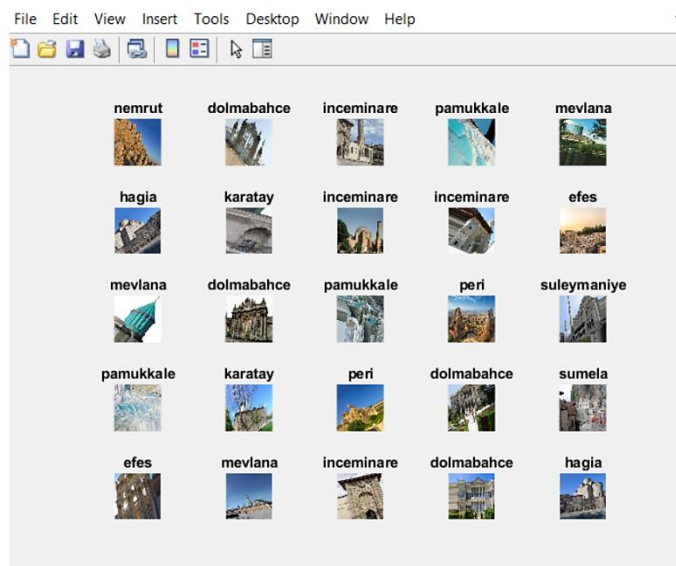 File Edit View Insert Tools Desktop Window Help
nemrut dolmabahce inceminare pamukkale mevlana
hagia karatay inceminare inceminare efes
mevlana dolmabahce pamukkale peri suleymaniye
pamukkale karatay peri dolmabahce sumela
efes mevlana inceminare dolmabahce hagia